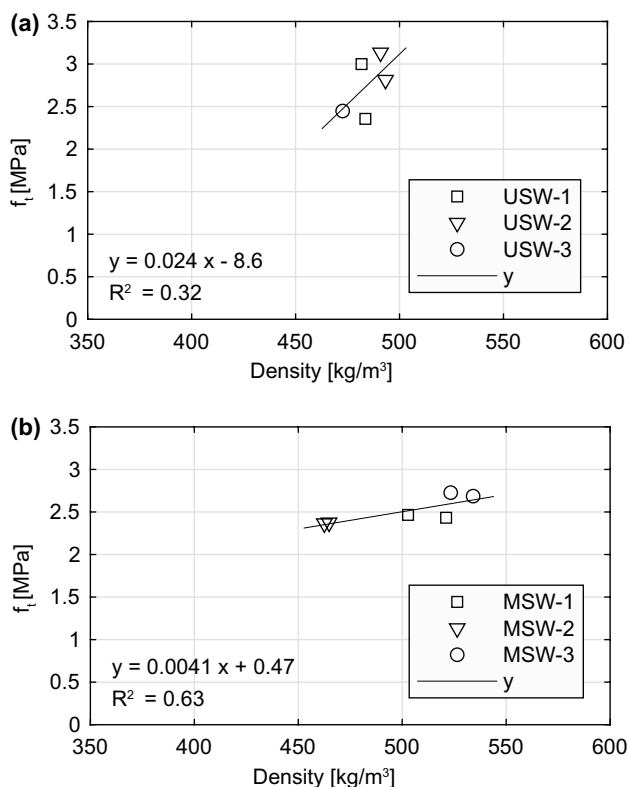 (a)
3.5
3
2.5
2
1.5
1
0.5
0
fₜ [MPa]
USW-1
USW-2
USW-3
y
y = 0.024 x - 8.6
R² = 0.32
350 400 450 500 550 600
Density [kg/m³]
(b)
3.5
3
2.5
2
1.5
1
0.5
0
fₜ [MPa]
MSW-1
MSW-2
MSW-3
y
y = 0.0041 x + 0.47
R² = 0.63
350 400 450 500 550 600
Density [kg/m³]